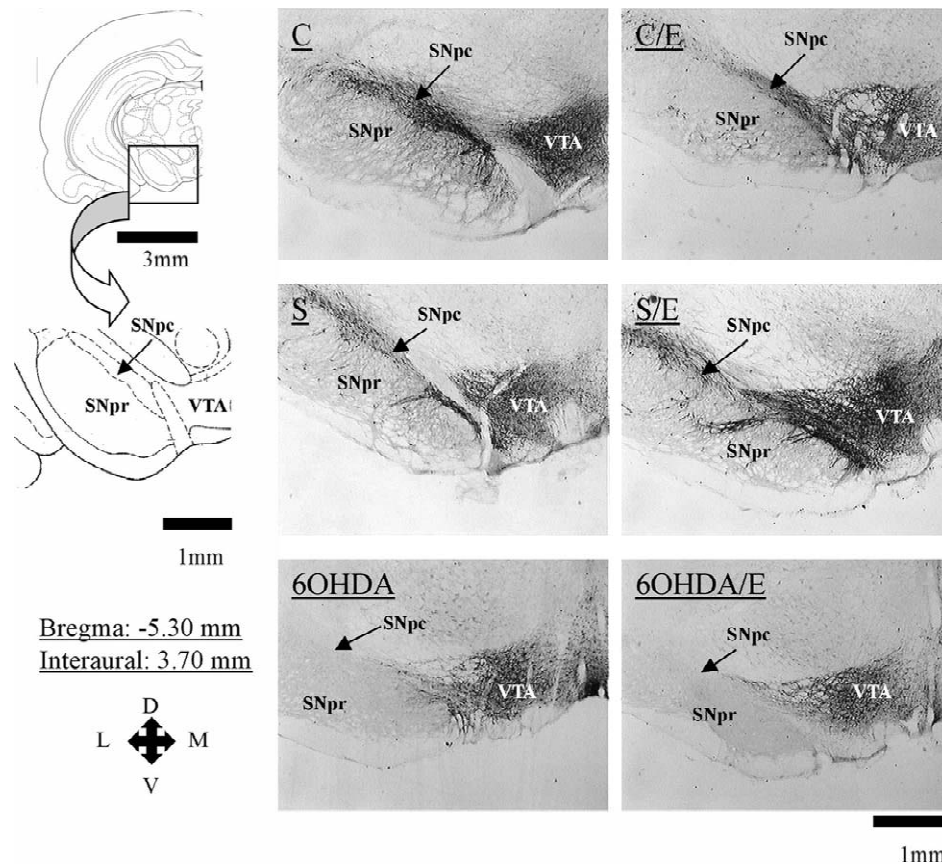 3mm
SNpc
SNpr
VTA
1mm
Bregma: -5.30 mm
Interaural: 3.70 mm
D
L M
V
C
SNpc
SNpr
VTA
C/E
SNpc
SNpr
VTA
S
SNpc
SNpr
VTA
S/E
SNpc
VTA
SNpr
6OHDA
SNpc
SNpr
VTA
6OHDA/E
SNpc
SNpr
VTA
1mm